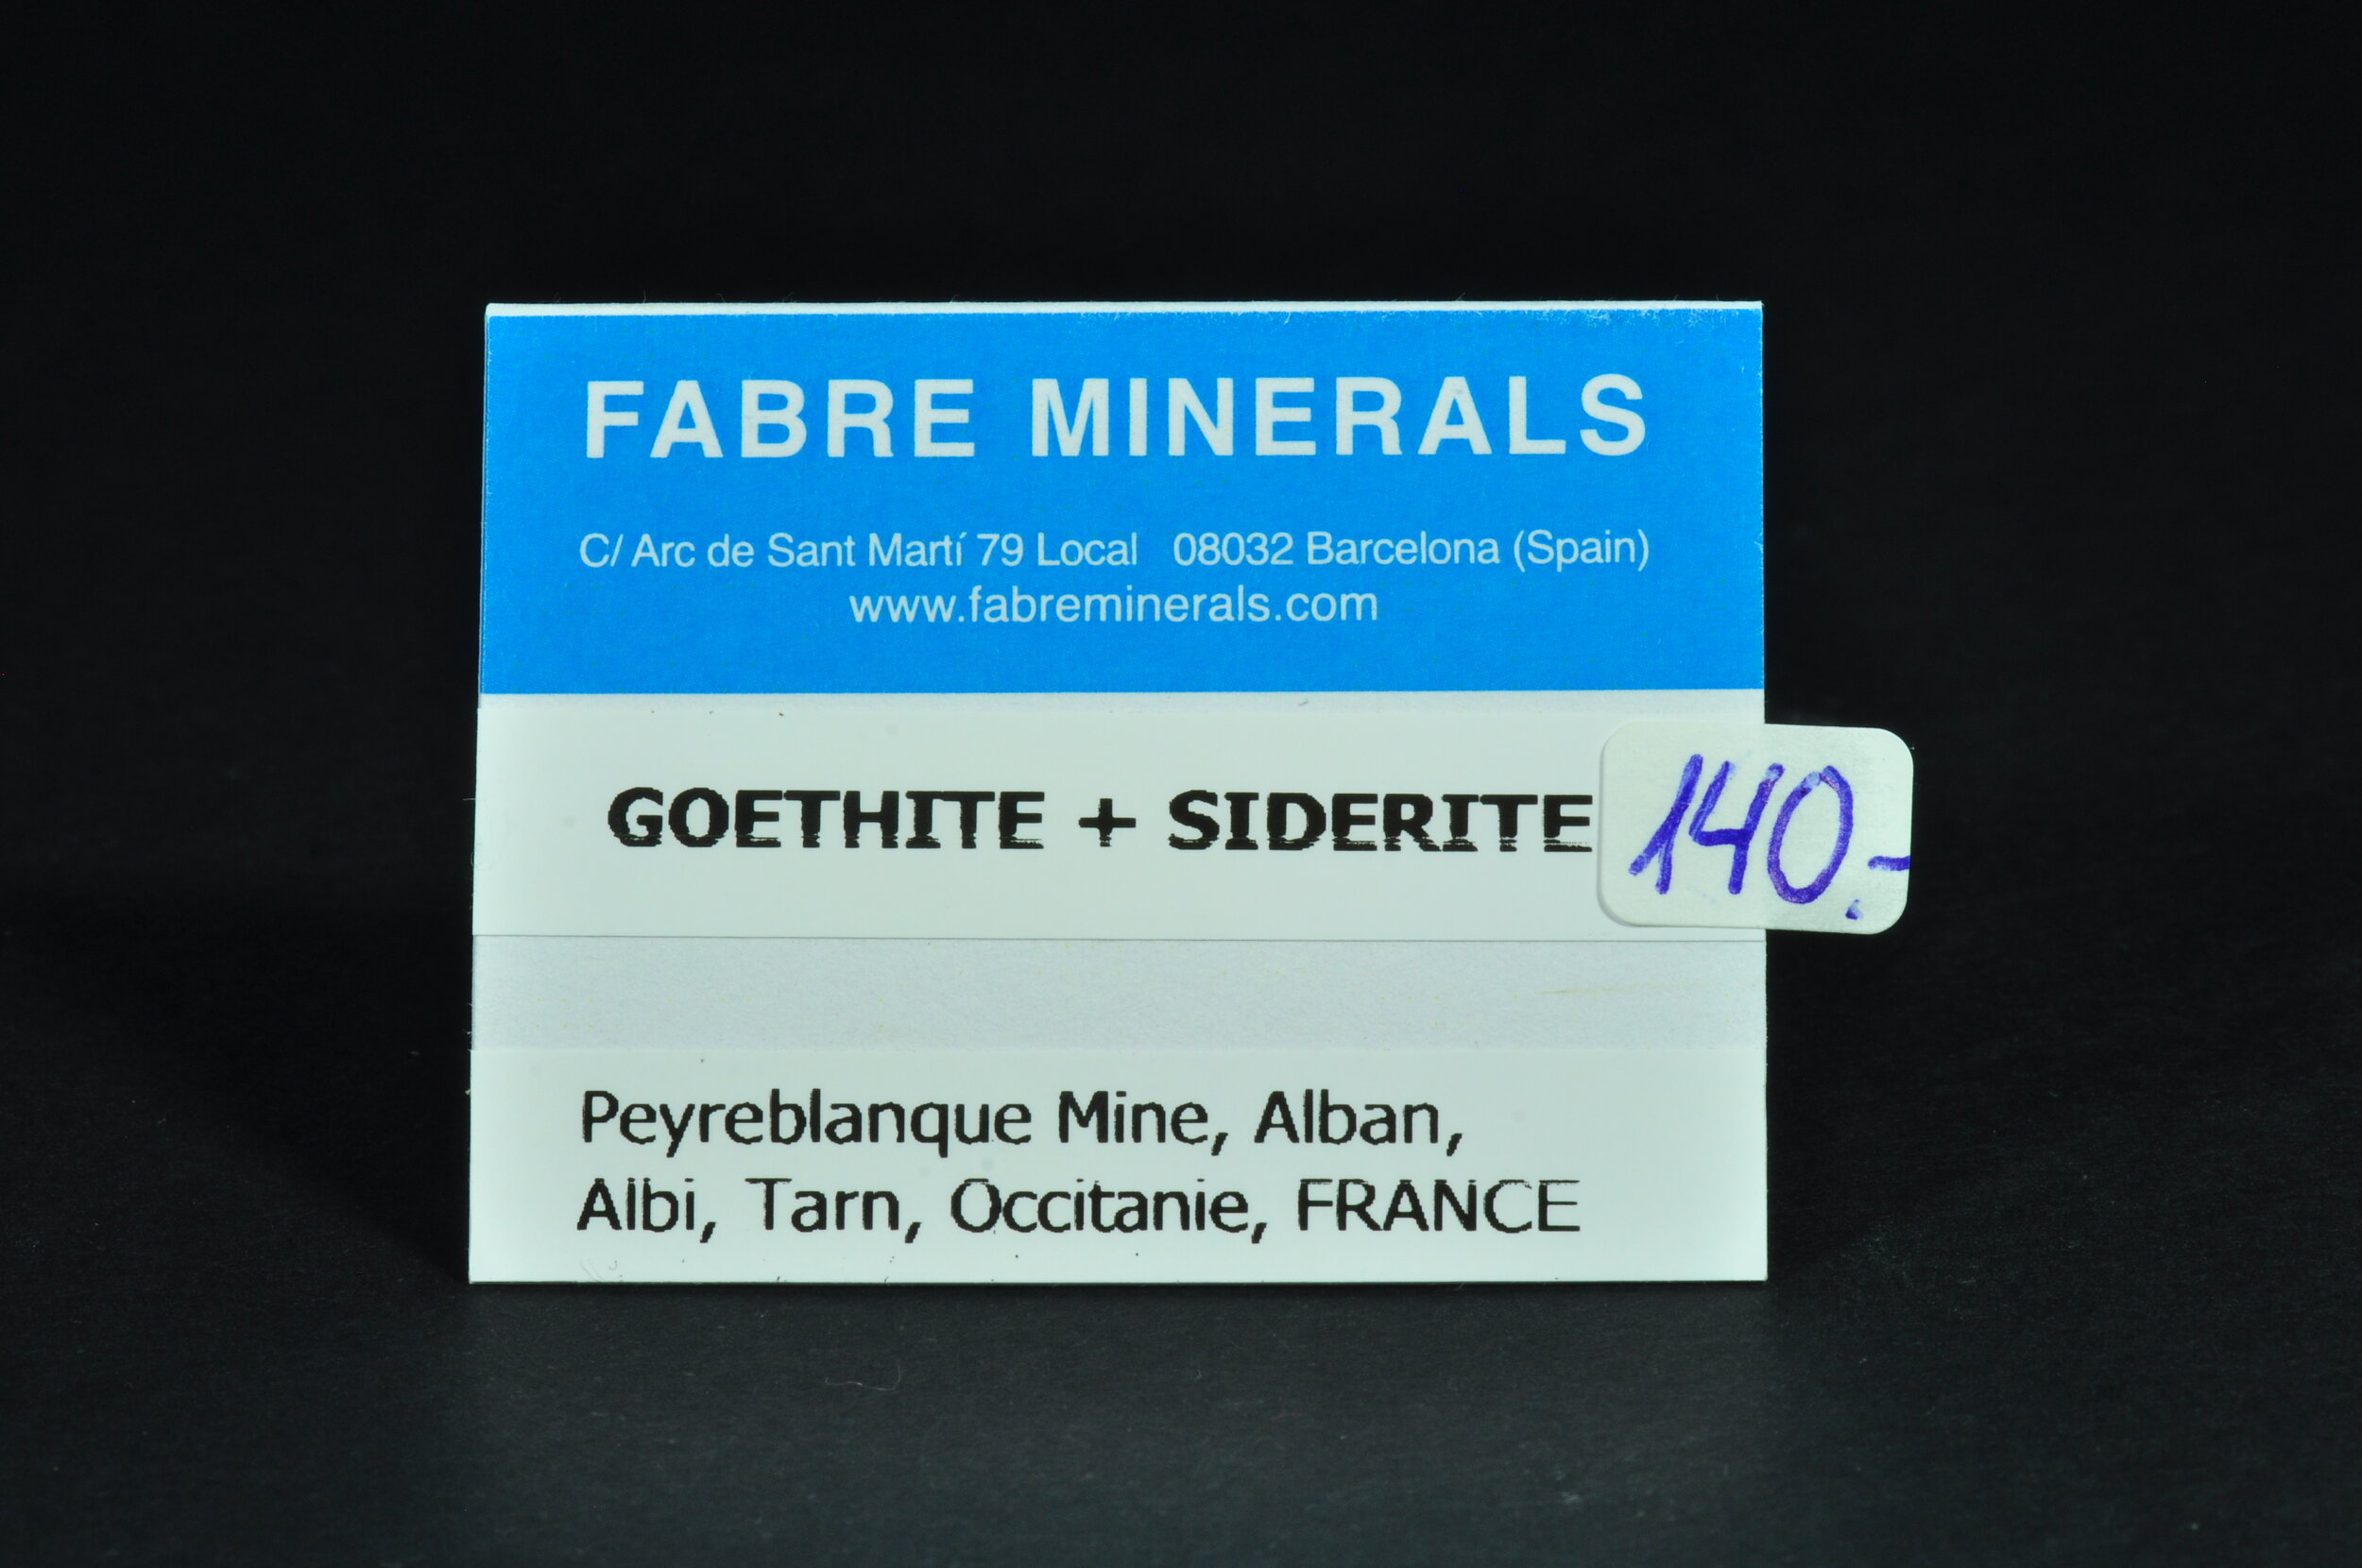 FABRE MINERALS
C/ Arc de Sant Martí 79 Local 08032 Barcelona (Spain)
www.fabreminerals.com
GOETHITE + SIDERITE
140.-
Peyreblanque Mine, Alban,
Albi, Tarn, Occitanie, FRANCE